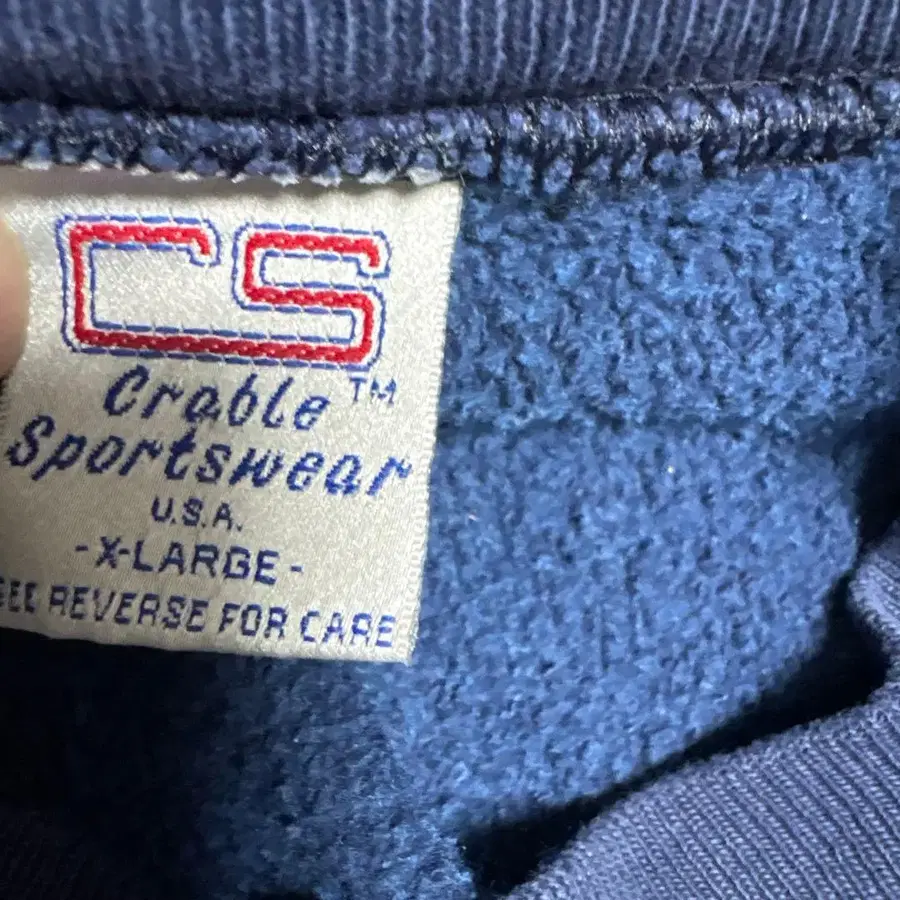 CS
Crable™
Sportswear
U.S.A.
-X-LARGE-
SEE REVERSE FOR CARE